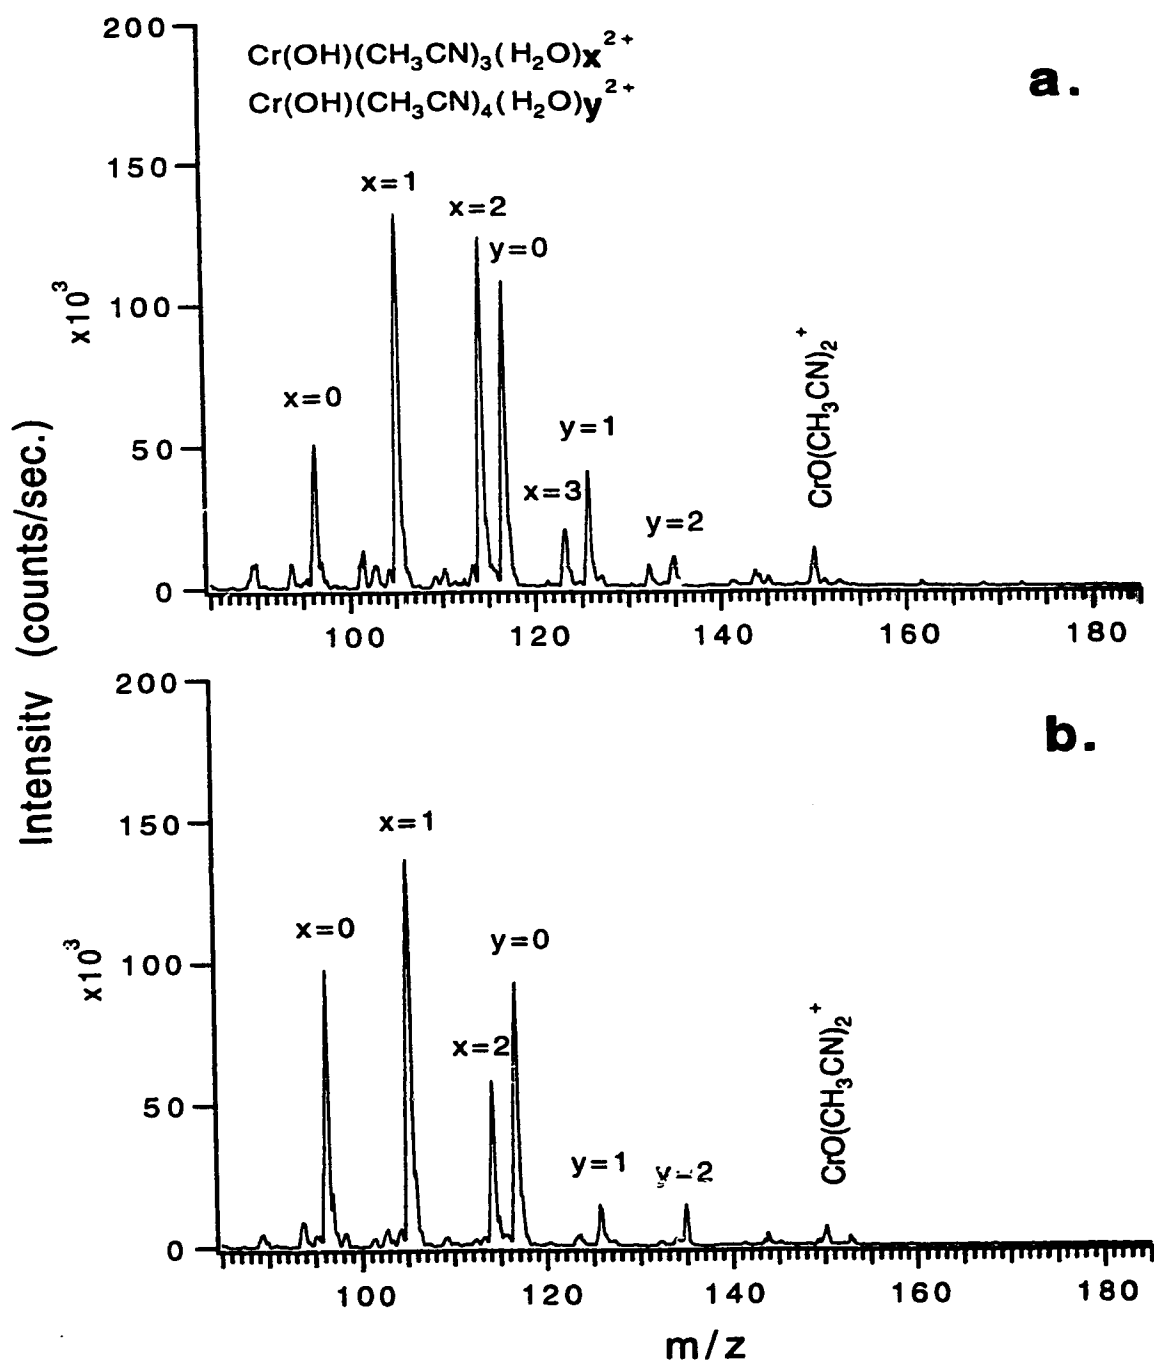 200
Cr(OH)(CH₃CN)₃(H₂O)x²⁺
Cr(OH)(CH₃CN)₄(H₂O)y²⁺
a.
150
x=1
x=2
y=0
x10³
100
x=0
CrO(CH₃CN)₂⁺
y=1
50
x=3
y=2
0
100
120
140
160
180
Intensity (counts/sec.)
200
b.
150
x=1
x=0
y=0
x10³
100
x=2
CrO(CH₃CN)₂⁺
50
y=1
y=2
0
100
120
140
160
180
m/z